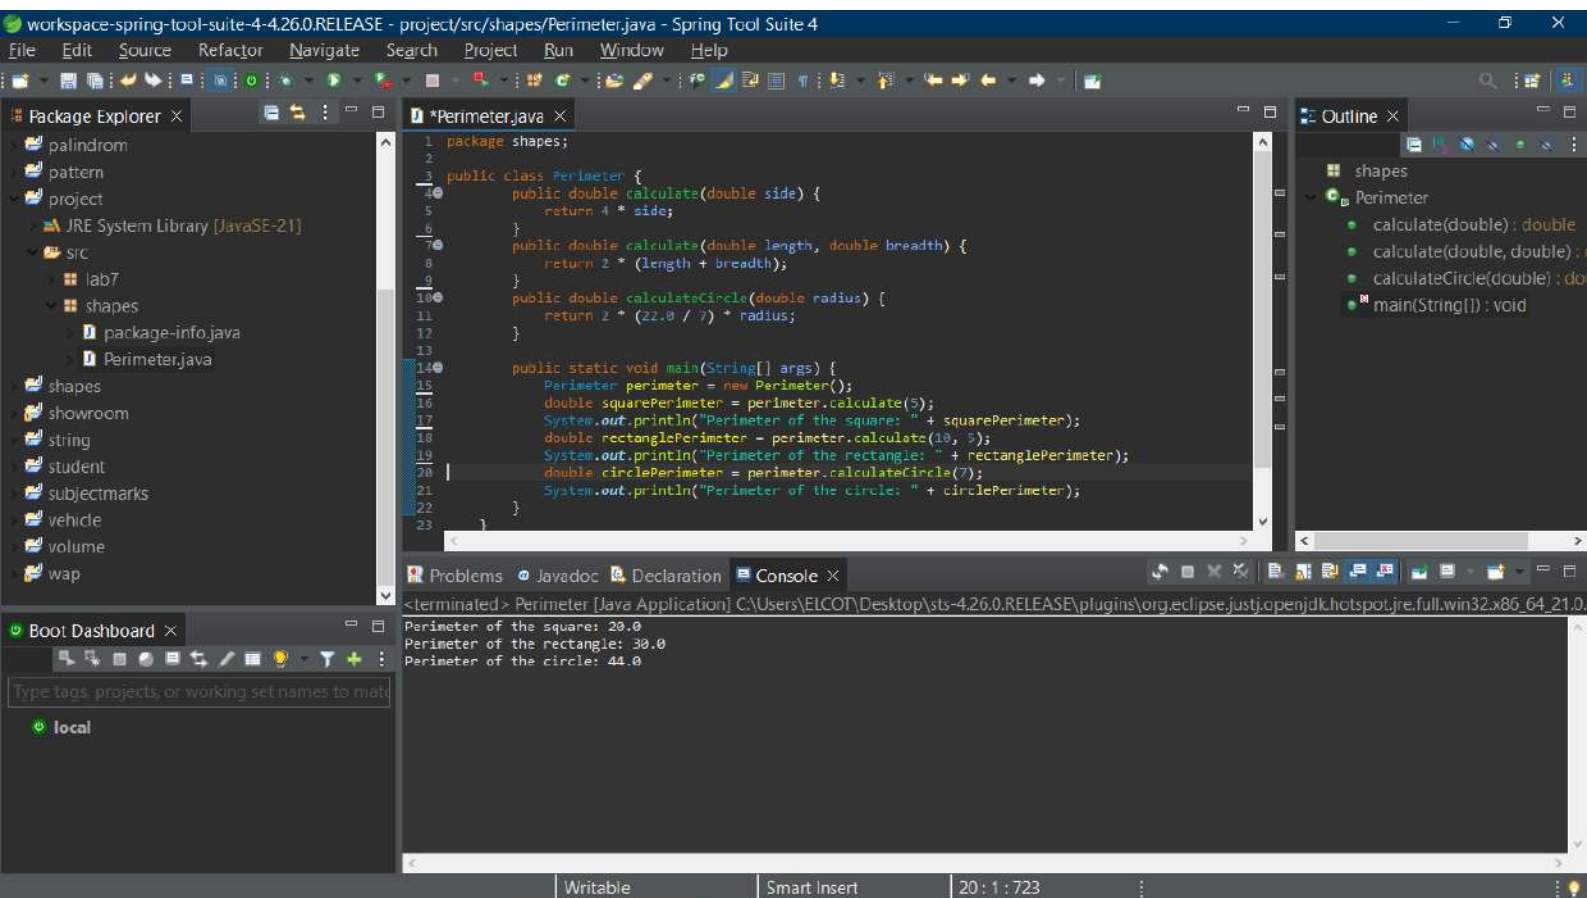 workspace-spring-tool-suite-4-4.26.0.RELEASE - project/src/shapes/Perimeter.java - Spring Tool Suite 4
File Edit Source Refactor Navigate Search Project Run Window Help
Package Explorer
palindrom
pattern
project
JRE System Library [JavaSE-21]
src
lab7
shapes
package-info.java
Perimeter.java
shapes
showroom
string
student
subjectmarks
vehicle
volume
wap
Boot Dashboard
Type tags, projects, or working set names to matc
local
*Perimeter.java
1 package shapes;
2
3 public class Perimeter {
4 public double calculate(double side) {
5 return 4 * side;
6 }
7 public double calculate(double length, double breadth) {
8 return 2 * (length + breadth);
9 }
10 public double calculateCircle(double radius) {
11 return 2 * (22.0 / 7) * radius;
12 }
13
14 public static void main(String[] args) {
15 Perimeter perimeter = new Perimeter();
16 double squarePerimeter = perimeter.calculate(5);
17 System.out.println("Perimeter of the square: " + squarePerimeter);
18 double rectanglePerimeter = perimeter.calculate(10, 5);
19 System.out.println("Perimeter of the rectangle: " + rectanglePerimeter);
20 double circlePerimeter = perimeter.calculateCircle(7);
21 System.out.println("Perimeter of the circle: " + circlePerimeter);
22 }
23 }
Problems Javadoc Declaration Console
<terminated> Perimeter [Java Application] C:\Users\ELCOT\Desktop\sts-4.26.0.RELEASE\plugins\org.eclipse.justj.openjdk.hotspot.jre.full.win32.x86_64_21.0.
Perimeter of the square: 20.0
Perimeter of the rectangle: 30.0
Perimeter of the circle: 44.0
Outline
shapes
Perimeter
calculate(double) : double
calculate(double, double) :
calculateCircle(double) : do
main(String[]) : void
Writable Smart Insert 20 : 1 : 723